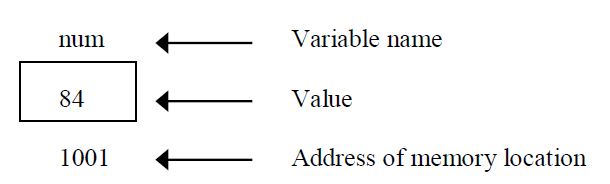 num Variable name
84 Value
1001 Address of memory location